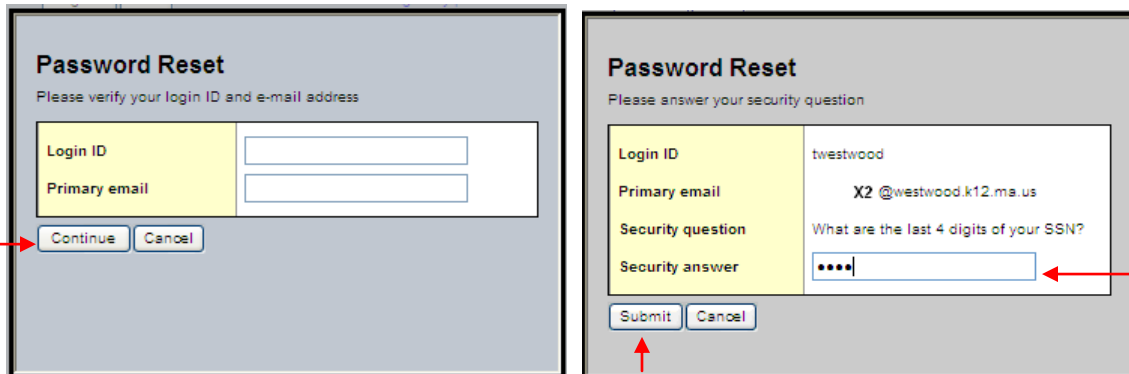 Password Reset
Please verify your login ID and e-mail address
Login ID
Primary email
Continue Cancel
Password Reset
Please answer your security question
Login ID twestwood
Primary email X2 @westwood.k12.ma.us
Security question What are the last 4 digits of your SSN?
Security answer ••••
Submit Cancel